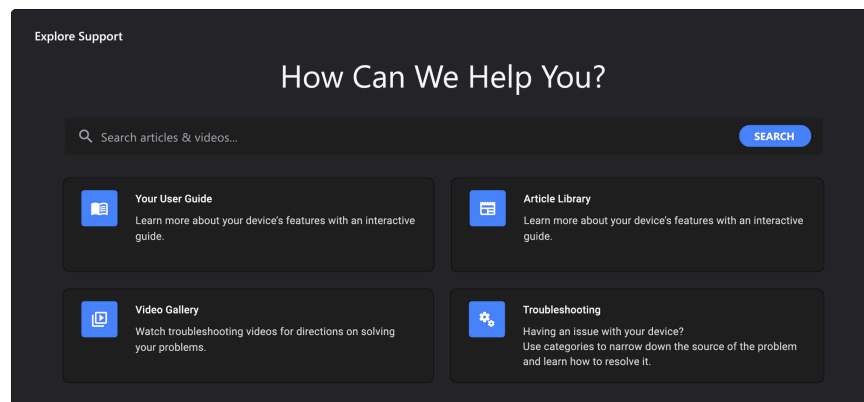 Explore Support
How Can We Help You?
Search articles & videos...
SEARCH
Your User Guide
Learn more about your device's features with an interactive
guide.
Article Library
Learn more about your device's features with an interactive
guide.
Video Gallery
Watch troubleshooting videos for directions on solving
your problems.
Troubleshooting
Having an issue with your device?
Use categories to narrow down the source of the problem
and learn how to resolve it.